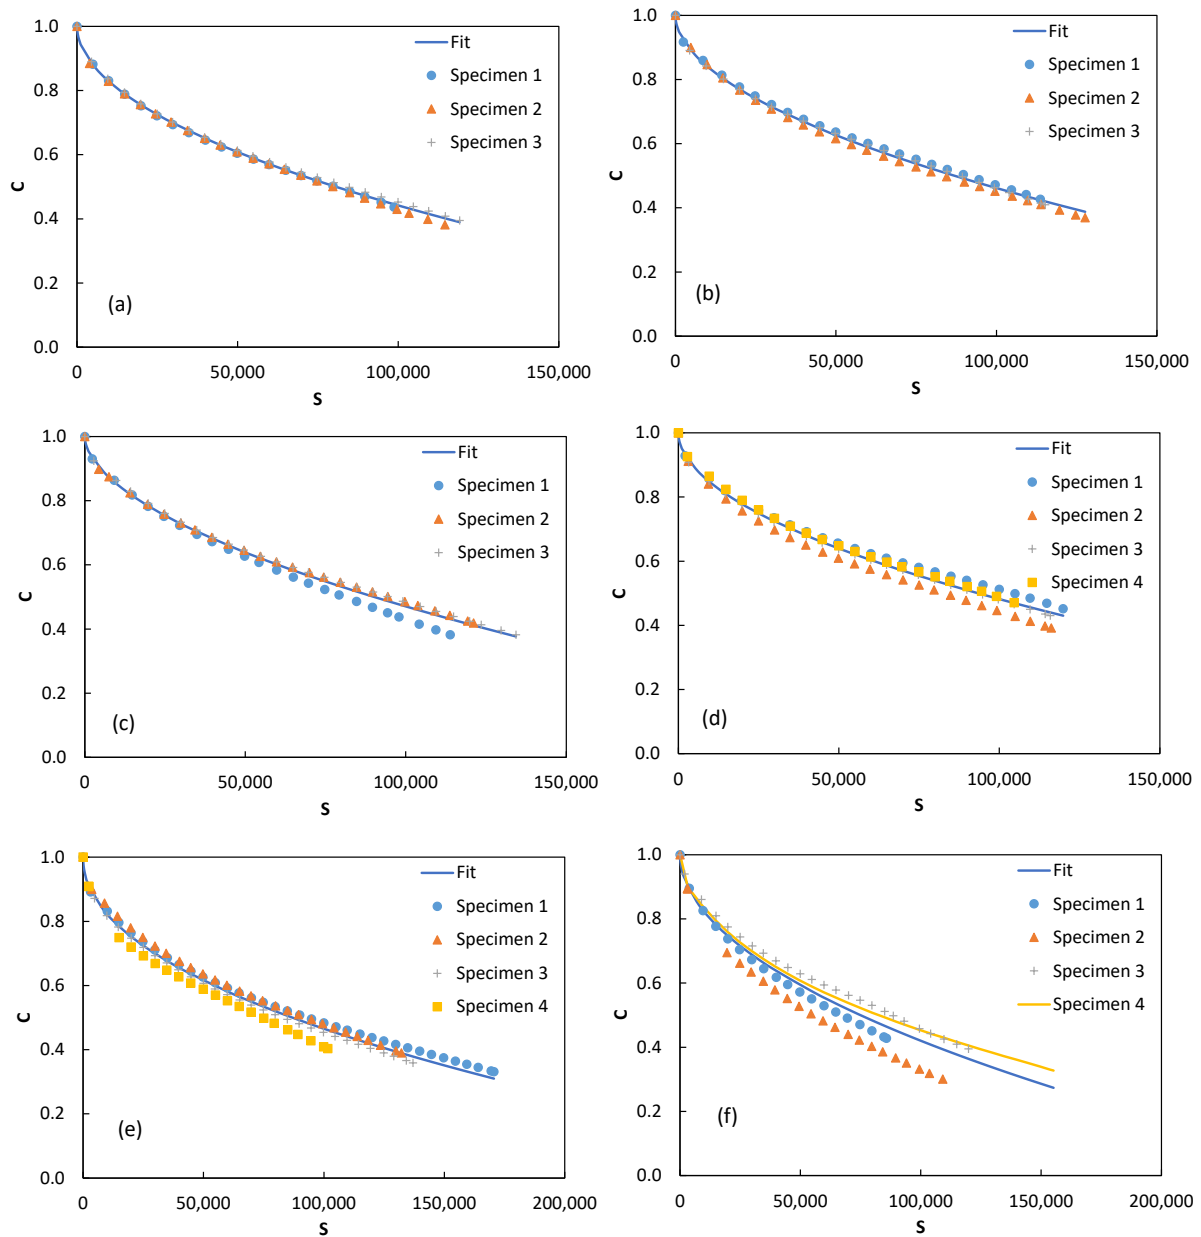 1.0
0.8
0.6
0.4
0.2
0.0
C
0 50,000 100,000 150,000
S
Fit
Specimen 1
Specimen 2
Specimen 3
(a)
1.0
0.8
0.6
0.4
0.2
0.0
C
0 50,000 100,000 150,000
S
Fit
Specimen 1
Specimen 2
Specimen 3
(b)
1.0
0.8
0.6
0.4
0.2
0.0
C
0 50,000 100,000 150,000
S
Fit
Specimen 1
Specimen 2
Specimen 3
(c)
1.0
0.8
0.6
0.4
0.2
0.0
C
0 50,000 100,000 150,000
S
Fit
Specimen 1
Specimen 2
Specimen 3
Specimen 4
(d)
1.0
0.8
0.6
0.4
0.2
0.0
C
0 50,000 100,000 150,000 200,000
S
Fit
Specimen 1
Specimen 2
Specimen 3
Specimen 4
(e)
1.0
0.8
0.6
0.4
0.2
0.0
C
0 50,000 100,000 150,000 200,000
S
Fit
Specimen 1
Specimen 2
Specimen 3
Specimen 4
(f)